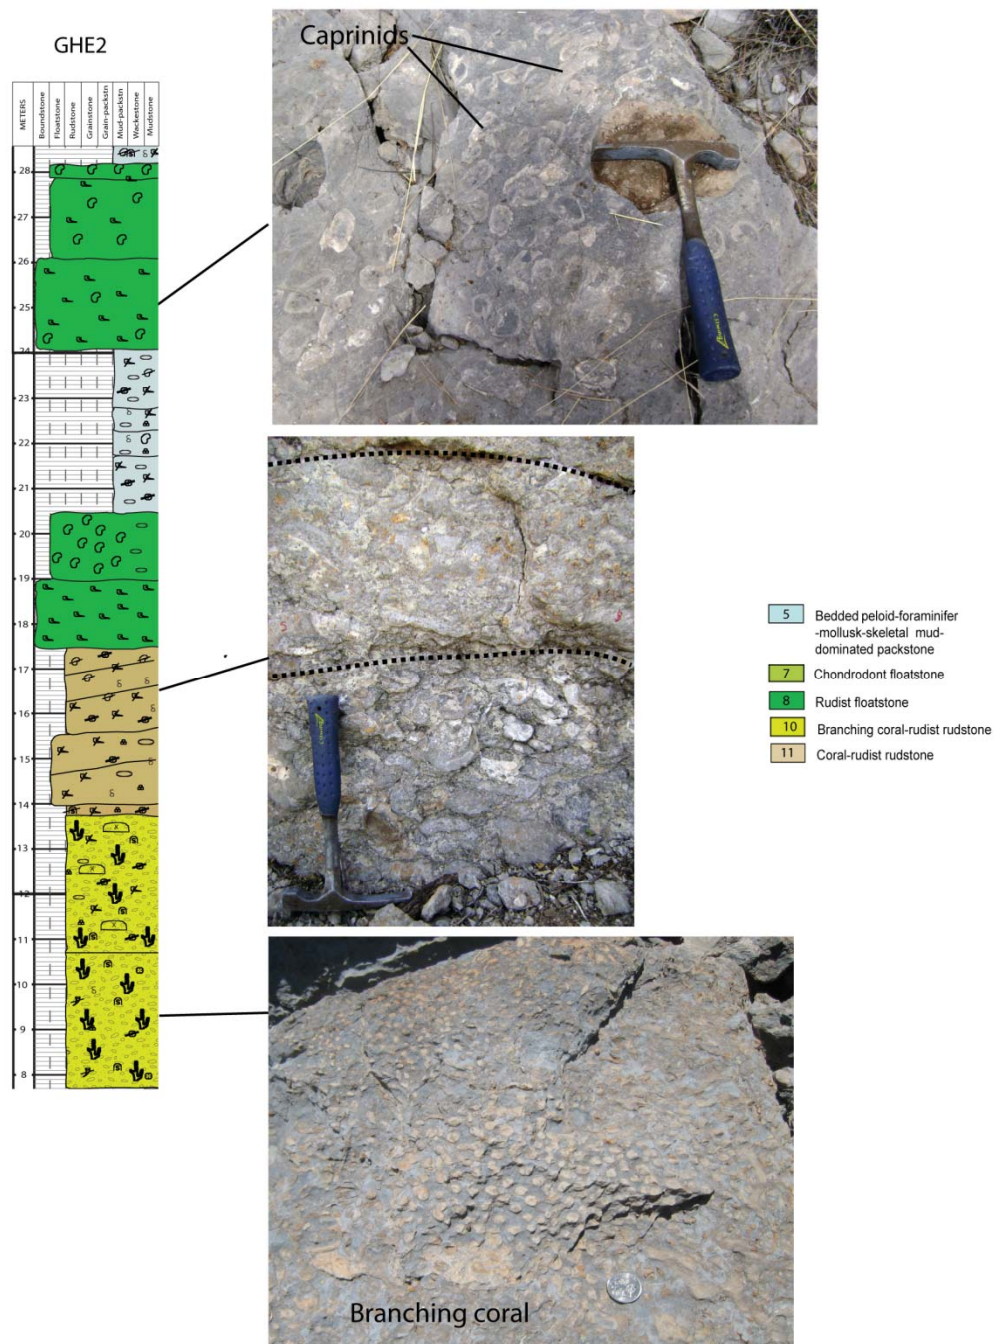 GHE2
METERS
Boundstone
Floatstone
Rudstone
Grainstone
Grain-packstn
Mud-packstn
Wackestone
Mudstone
28
27
26
25
24
23
22
21
20
19
18
17
16
15
14
13
12
11
10
9
8
Caprinids
ESTWING
Branching coral
5 Bedded peloid-foraminifer
-mollusk-skeletal mud-
dominated packstone
7 Chondrodont floatstone
8 Rudist floatstone
10 Branching coral-rudist rudstone
11 Coral-rudist rudstone